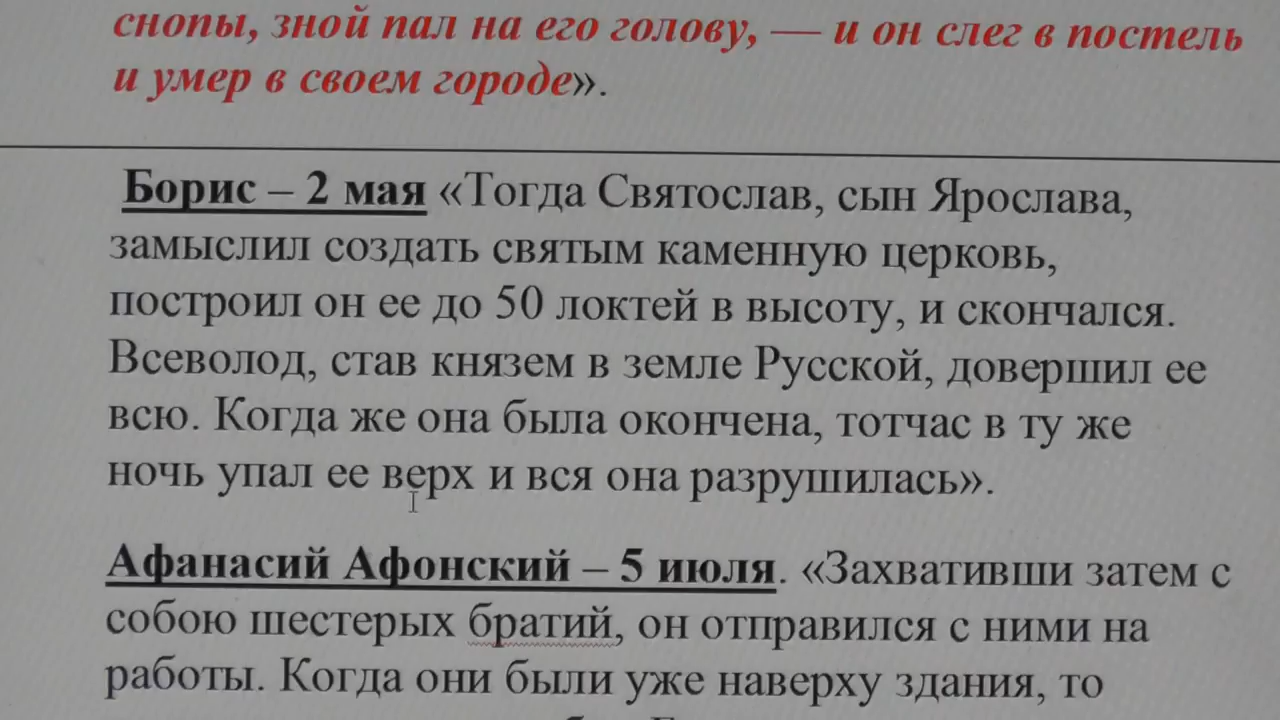 снопы, зной пал на его голову, — и он слег в постель
и умер в своем городе».
Борис – 2 мая «Тогда Святослав, сын Ярослава,
замыслил создать святым каменную церковь,
построил он ее до 50 локтей в высоту, и скончался.
Всеволод, став князем в земле Русской, довершил ее
всю. Когда же она была окончена, тотчас в ту же
ночь упал ее верх и вся она разрушилась».
Афанасий Афонский – 5 июля. «Захвативши затем с
собою шестерых братий, он отправился с ними на
работы. Когда они были уже наверху здания, то